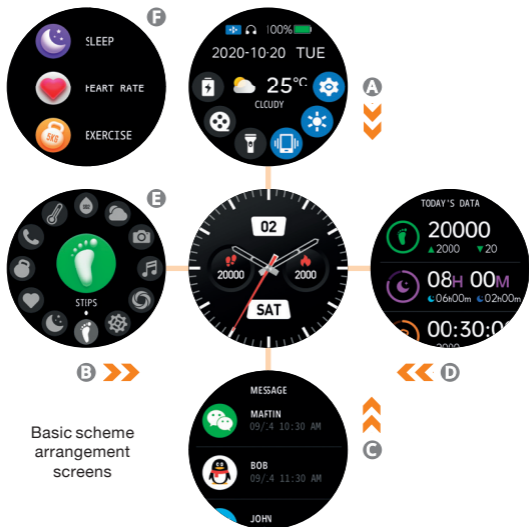 F
SLEEP
HEART RATE
EXERCISE
5KG
100%
2020-10-20 TUE
25°C
CLCUDY
A
E
STIPS
02
20000
2000
SAT
TODAY'S DATA
20000
▲2000 ▼20
08H 00M
06h00m 02h00m
00:30:0
2000
B
D
MESSAGE
MAFTIN
09/.4 10:30 AM
BOB
09/.4 11:30 AM
JOHN
C
Basic scheme
arrangement
screens